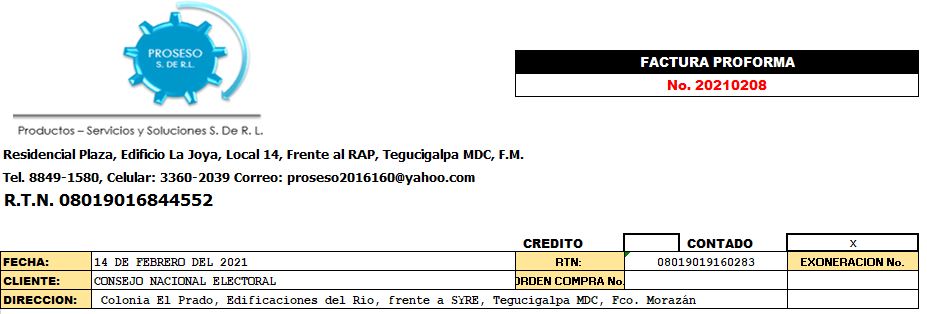 PROSESO
S. DE R.L.
Productos – Servicios y Soluciones S. De R. L.
FACTURA PROFORMA
No. 20210208
Residencial Plaza, Edificio La Joya, Local 14, Frente al RAP, Tegucigalpa MDC, F.M.
Tel. 8849-1580, Celular: 3360-2039 Correo: proseso2016160@yahoo.com
R.T.N. 08019016844552
CREDITO CONTADO X
FECHA: 14 DE FEBRERO DEL 2021 RTN: 08019019160283 EXONERACION No.
CLIENTE: CONSEJO NACIONAL ELECTORAL ORDEN COMPRA No.
DIRECCION: Colonia El Prado, Edificaciones del Rio, frente a SYRE, Tegucigalpa MDC, Fco. Morazán